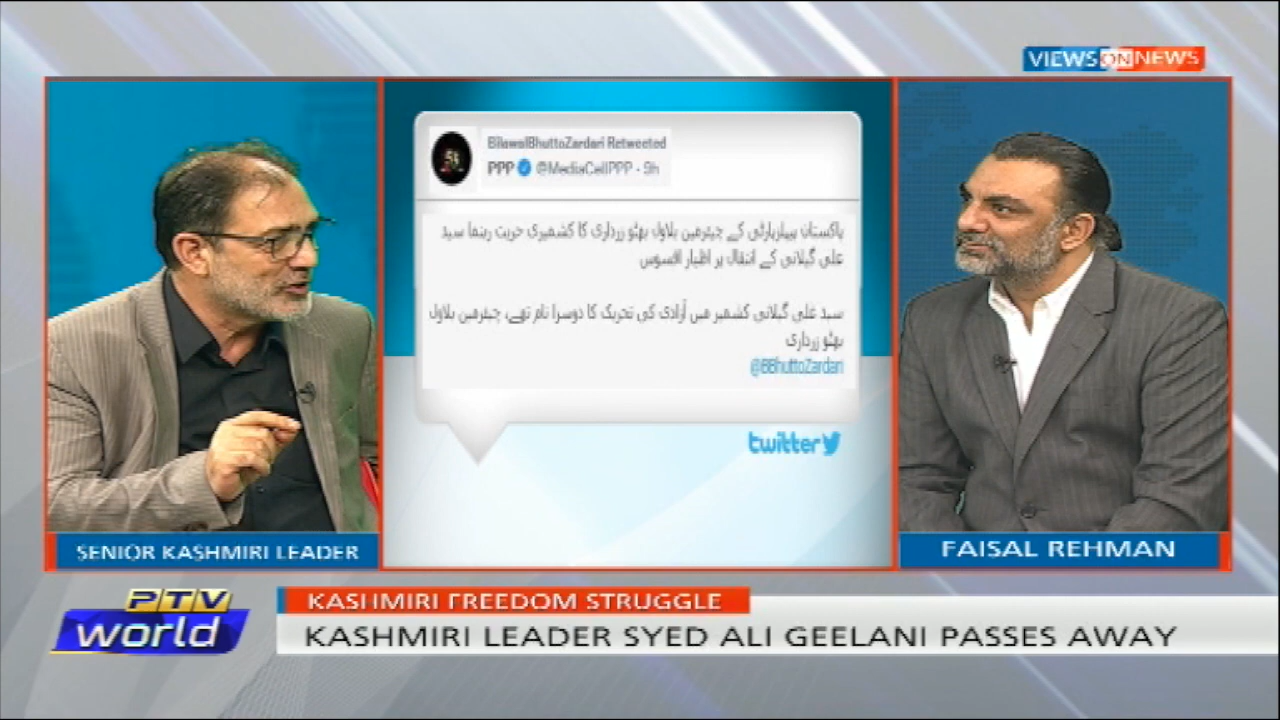 VIEWS ON NEWS
BilawalBhuttoZardari Retweeted
PPP @MediaCellPPP · 9h
پاکستان پیپلزپارٹی کے چیئرمین بلاول بھٹو زرداری کا کشمیری حریت رہنما سید
علی گیلانی کے انتقال پر اظہار افسوس
سید علی گیلانی کشمیر میں آزادی کی تحریک کا دوسرا نام تھے، چیئرمین بلاول
بھٹو زرداری
@BBhuttoZardari
twitter
SENIOR KASHMIRI LEADER
FAISAL REHMAN
PTV
world
KASHMIRI FREEDOM STRUGGLE
KASHMIRI LEADER SYED ALI GEELANI PASSES AWAY